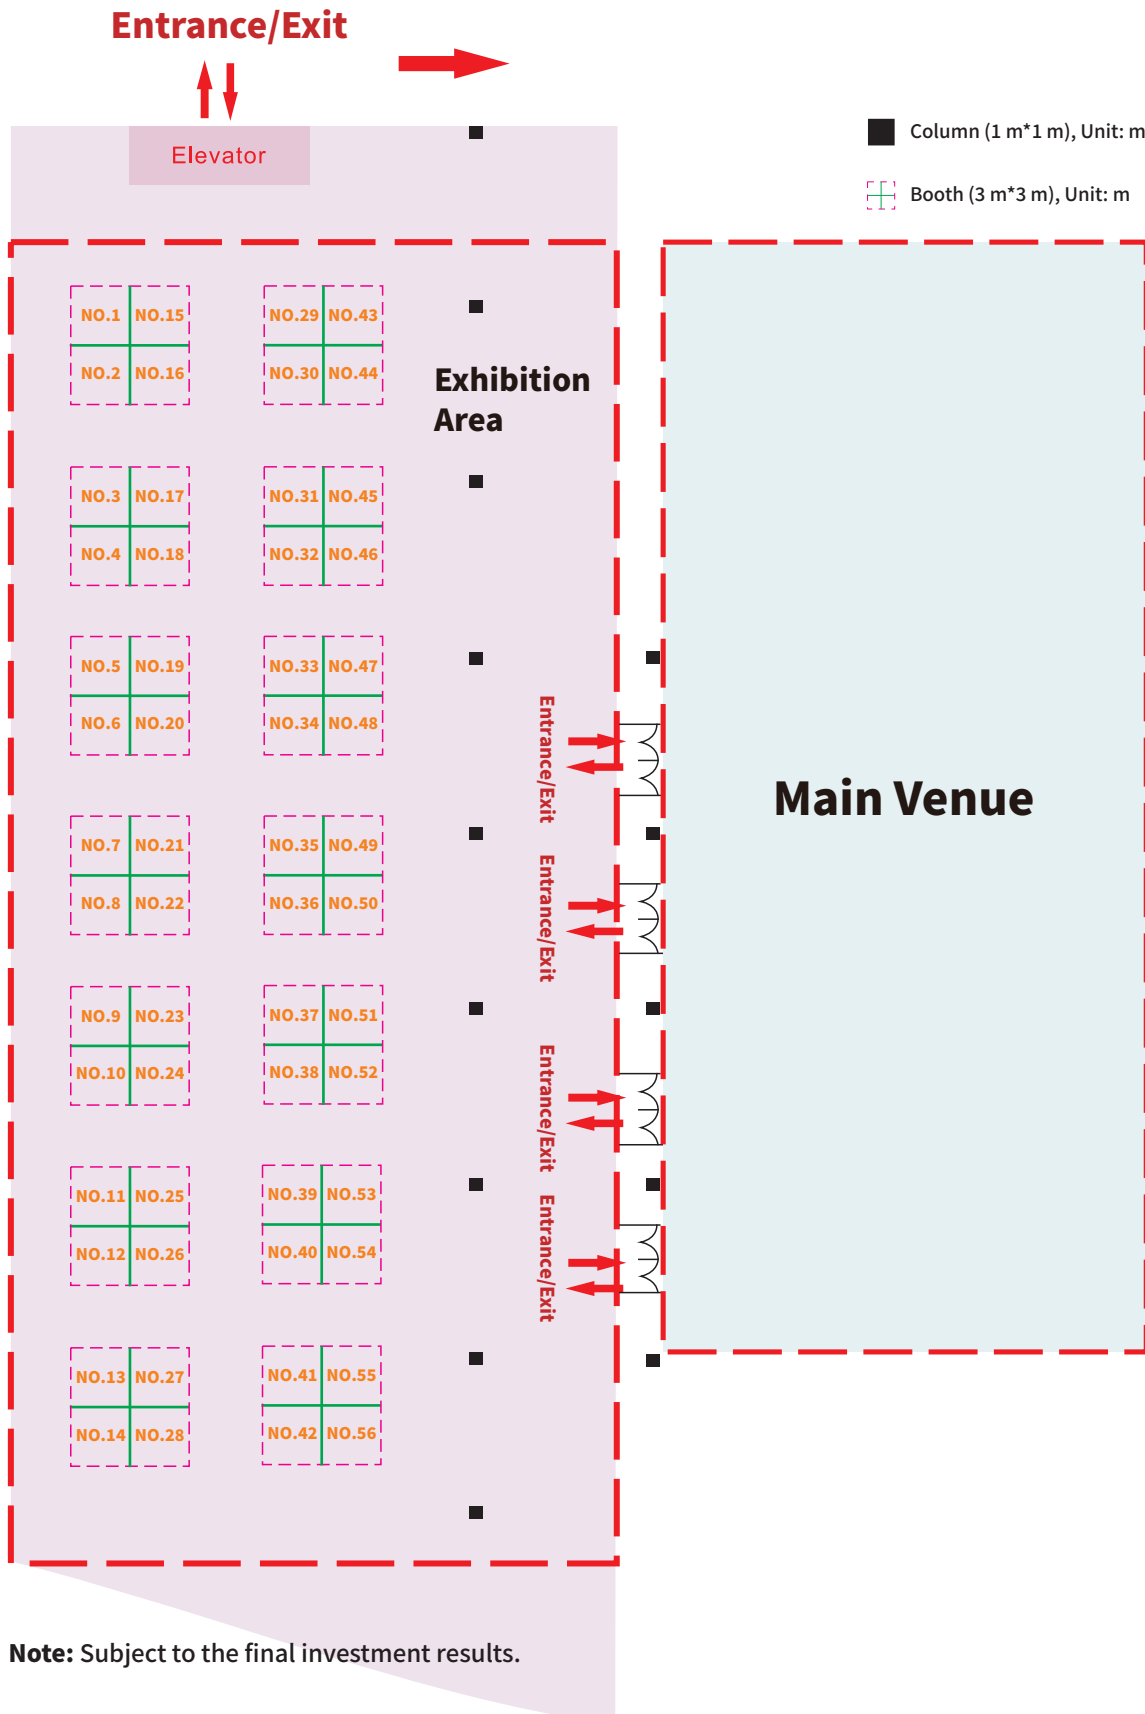 Entrance/Exit
Elevator
Column (1 m*1 m), Unit: m
Booth (3 m*3 m), Unit: m
NO.1 NO.15 NO.29 NO.43
NO.2 NO.16 NO.30 NO.44
Exhibition
Area
NO.3 NO.17 NO.31 NO.45
NO.4 NO.18 NO.32 NO.46
NO.5 NO.19 NO.33 NO.47
NO.6 NO.20 NO.34 NO.48
Entrance/Exit
Main Venue
NO.7 NO.21 NO.35 NO.49
NO.8 NO.22 NO.36 NO.50
Entrance/Exit
NO.9 NO.23 NO.37 NO.51
NO.10 NO.24 NO.38 NO.52
Entrance/Exit
NO.11 NO.25 NO.39 NO.53
NO.12 NO.26 NO.40 NO.54
Entrance/Exit
NO.13 NO.27 NO.41 NO.55
NO.14 NO.28 NO.42 NO.56
Note: Subject to the final investment results.